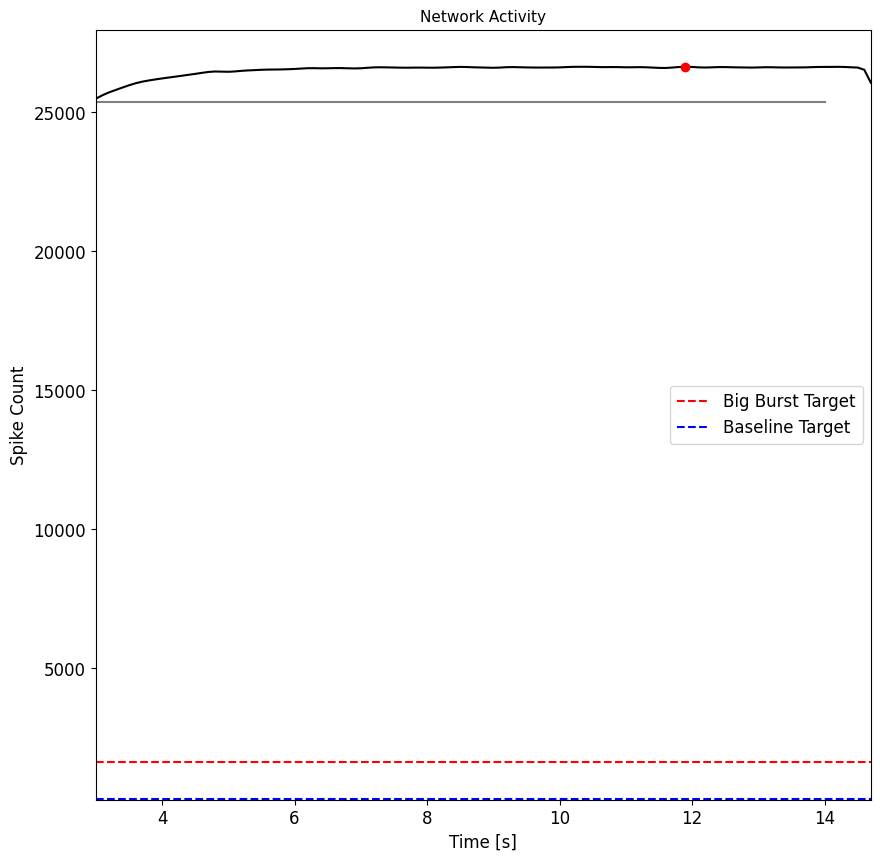 Network Activity
25000
20000
15000
10000
5000
Spike Count
Big Burst Target
Baseline Target
4
6
8
10
12
14
Time [s]